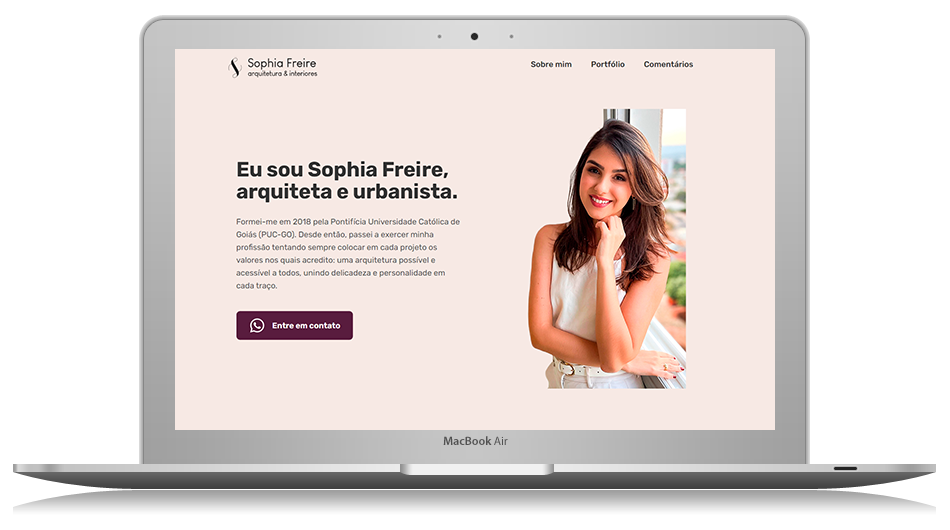 Sophia Freire
arquitetura & interiores
Sobre mim Portfólio Comentários
Eu sou Sophia Freire,
arquiteta e urbanista.
Formei-me em 2018 pela Pontifícia Universidade Católica de
Goiás (PUC-GO). Desde então, passei a exercer minha
profissão tentando sempre colocar em cada projeto os
valores nos quais acredito: uma arquitetura possível e
acessível a todos, unindo delicadeza e personalidade em
cada traço.
Entre em contato
MacBook Air